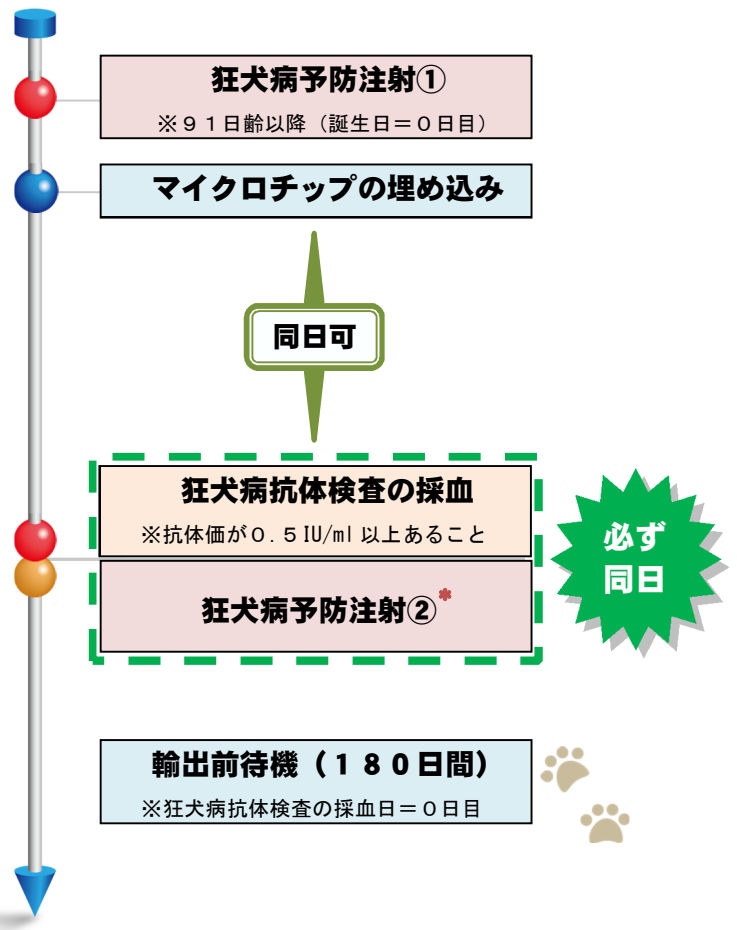 狂犬病予防注射①
※９１日齢以降（誕生日＝０日目）
マイクロチップの埋め込み
同日可
狂犬病抗体検査の採血
※抗体価が０．５IU/ml 以上あること
狂犬病予防注射②*
必ず
同日
輸出前待機（１８０日間）
※狂犬病抗体検査の採血日＝０日目